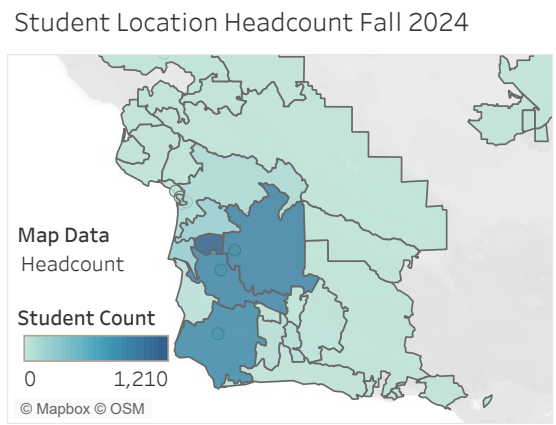 Student Location Headcount Fall 2024
Map Data
Headcount
Student Count
0 1,210
© Mapbox © OSM